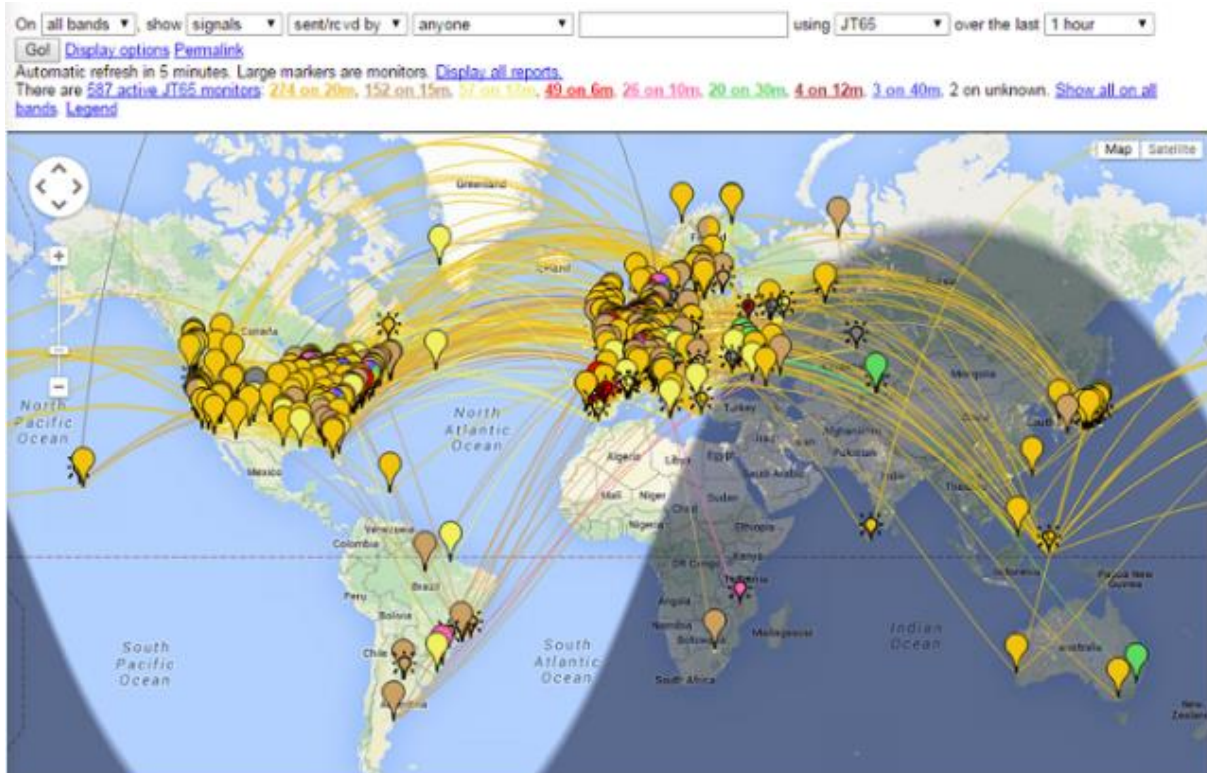 On all bands, show signals sent/rcvd by anyone using JT65 over the last 1 hour
Go! Display options Permalink
Automatic refresh in 5 minutes. Large markers are monitors. Display all reports.
There are 587 active JT65 monitors: 274 on 20m, 152 on 15m, 57 on 17m, 49 on 6m, 26 on 10m, 20 on 30m, 4 on 12m, 3 on 40m, 2 on unknown. Show all on all
bands. Legend
Map Satellite
Greenland
Iceland
Canada
North
Pacific
Ocean
North
Atlantic
Ocean
Mongolia
Turkey
Mexico
Algeria
Libya
Egypt
Iraq
Iran
Afghanistan
Pakistan
Saudi Arabia
India
Thailand
Mali
Niger
Chad
Sudan
Nigeria
Ethiopia
Venezuela
Colombia
Kenya
DR Congo
Tanzania
Indonesia
Papua New
Guinea
Brazil
Peru
Bolivia
Angola
Namibia
Botswana
Madagascar
Indian
Ocean
South
Pacific
Ocean
Chile
South
Atlantic
Ocean
South Africa
Australia
Argentina
New
Zealand